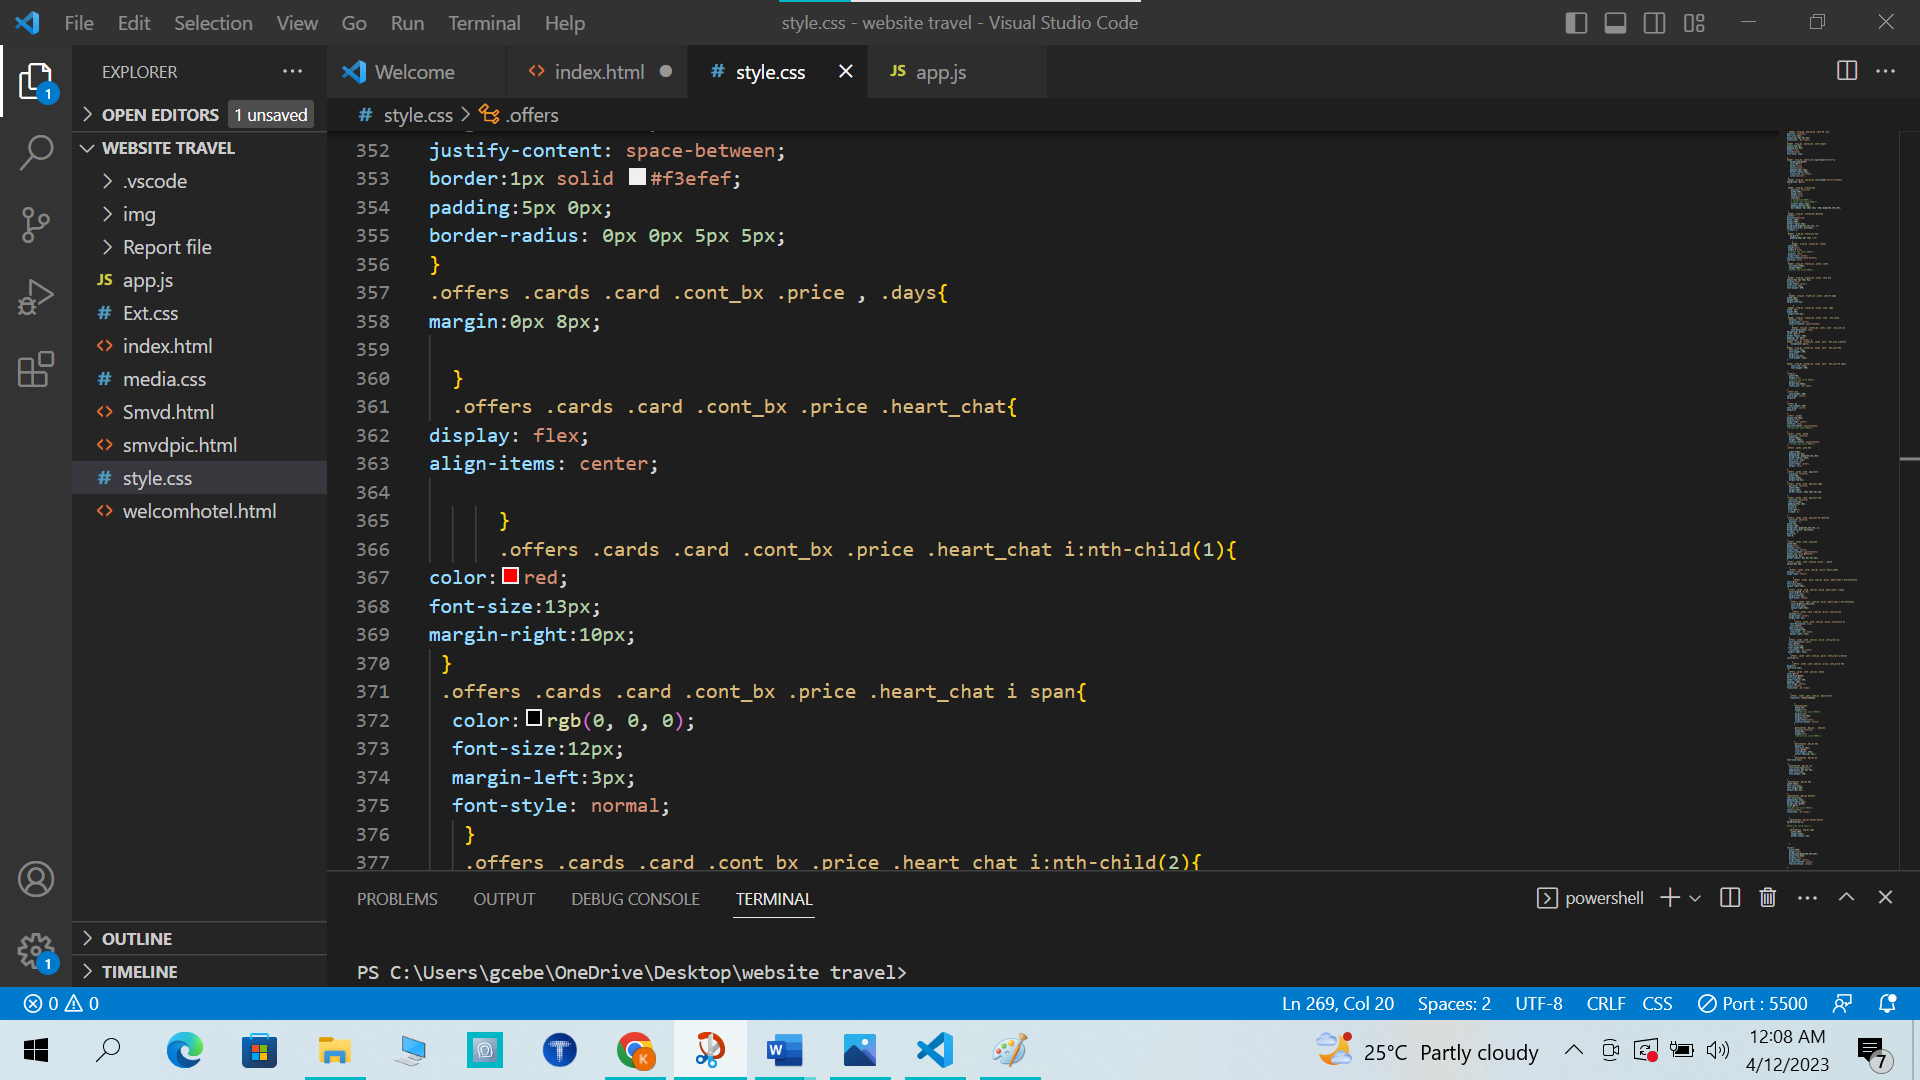 File Edit Selection View Go Run Terminal Help
style.css - website travel - Visual Studio Code
EXPLORER
Welcome
index.html
# style.css
JS app.js
OPEN EDITORS 1 unsaved
# style.css > .offers
WEBSITE TRAVEL
.vscode
img
Report file
JS app.js
# Ext.css
<> index.html
# media.css
<> Smvd.html
<> smvdpic.html
# style.css
<> welcomhotel.html
OUTLINE
TIMELINE
1
1
352 justify-content: space-between;
353 border:1px solid #f3efef;
354 padding:5px 0px;
355 border-radius: 0px 0px 5px 5px;
356 }
357 .offers .cards .card .cont_bx .price , .days{
358 margin:0px 8px;
359
360 }
361 .offers .cards .card .cont_bx .price .heart_chat{
362 display: flex;
363 align-items: center;
364
365 }
366 .offers .cards .card .cont_bx .price .heart_chat i:nth-child(1){
367 color:red;
368 font-size:13px;
369 margin-right:10px;
370 }
371 .offers .cards .card .cont_bx .price .heart_chat i span{
372 color:rgb(0, 0, 0);
373 font-size:12px;
374 margin-left:3px;
375 font-style: normal;
376 }
377 .offers .cards .card .cont_bx .price .heart_chat i:nth-child(2){
PROBLEMS OUTPUT DEBUG CONSOLE TERMINAL
powershell
PS C:\Users\gcebe\OneDrive\Desktop\website travel>
0 0
Ln 269, Col 20 Spaces: 2 UTF-8 CRLF CSS Port : 5500
T
K
W
25°C Partly cloudy
12:08 AM
4/12/2023
7